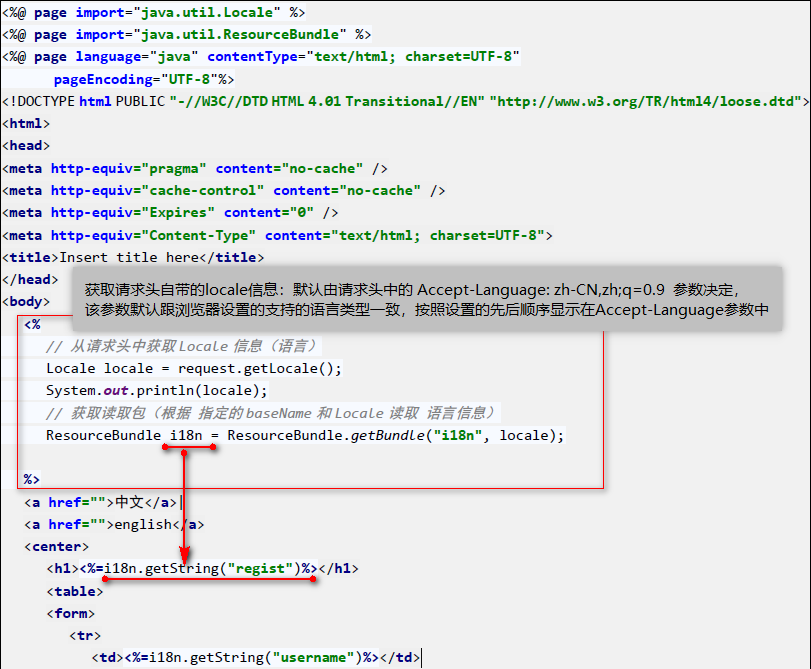 <%@ page import="java.util.Locale" %>
<%@ page import="java.util.ResourceBundle" %>
<%@ page language="java" contentType="text/html; charset=UTF-8"
pageEncoding="UTF-8"%>
<!DOCTYPE html PUBLIC "-//W3C//DTD HTML 4.01 Transitional//EN" "http://www.w3.org/TR/html4/loose.dtd">
<html>
<head>
<meta http-equiv="pragma" content="no-cache" />
<meta http-equiv="cache-control" content="no-cache" />
<meta http-equiv="Expires" content="0" />
<meta http-equiv="Content-Type" content="text/html; charset=UTF-8">
<title>Insert title here</title>
</head>
<body>
获取请求头自带的locale信息：默认由请求头中的 Accept-Language: zh-CN,zh;q=0.9 参数决定，
该参数默认跟浏览器设置的支持的语言类型一致，按照设置的先后顺序显示在Accept-Language参数中
<%
// 从请求头中获取 Locale 信息（语言）
Locale locale = request.getLocale();
System.out.println(locale);
// 获取读取包（根据 指定的 baseName 和 Locale 读取 语言信息）
ResourceBundle i18n = ResourceBundle.getBundle("i18n", locale);
%>
<a href="">中文</a>
<a href="">english</a>
<center>
<h1><%=i18n.getString("regist")%></h1>
<table>
<form>
<tr>
<td><%=i18n.getString("username")%></td>